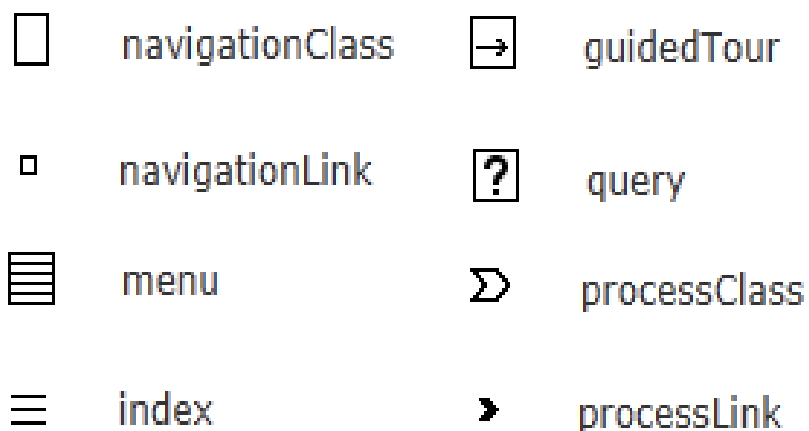 navigationClass
guidedTour
navigationLink
query
menu
processClass
index
processLink